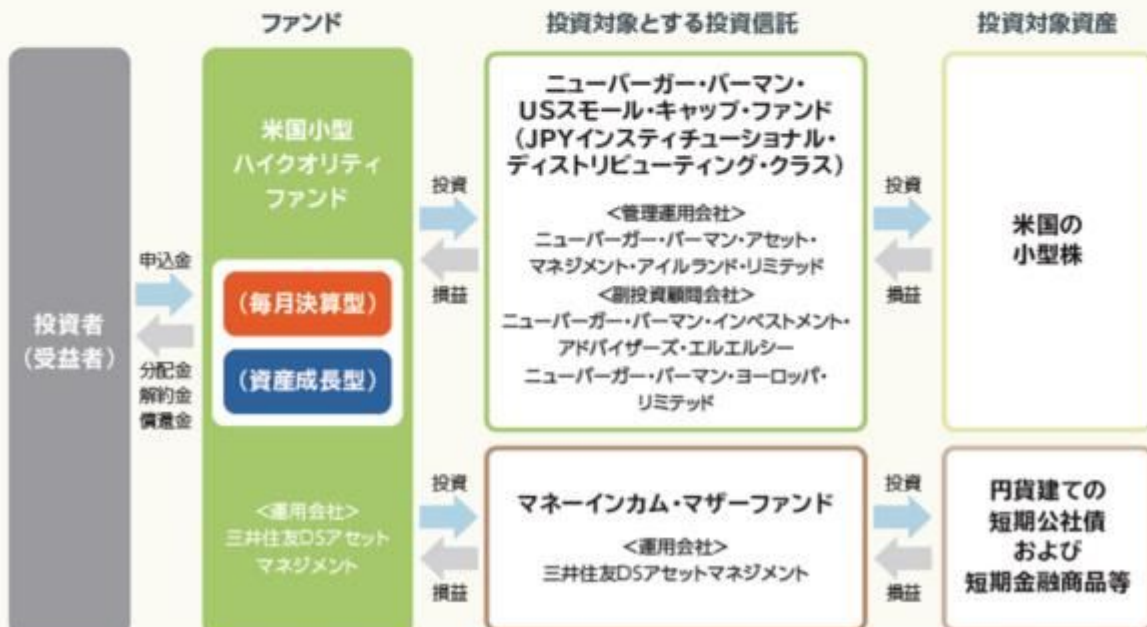 ファンド
投資対象とする投資信託
投資対象資産
投資者
(受益者)
申込金
分配金
解約金
償還金
米国小型
ハイクオリティ
ファンド
(毎月決算型)
(資産成長型)
<運用会社>
三井住友DSアセット
マネジメント
投資
損益
ニューバーガー・バーマン・
USスモール・キャップ・ファンド
(JPYインスティチューショナル・
ディストリビューティング・クラス)
<管理運用会社>
ニューバーガー・バーマン・アセット・
マネジメント・アイルランド・リミテッド
<副投資顧問会社>
ニューバーガー・バーマン・インベストメント・
アドバイザーズ・エルエルシー
ニューバーガー・バーマン・ヨーロッパ・
リミテッド
投資
損益
米国の
小型株
投資
損益
マネーインカム・マザーファンド
<運用会社>
三井住友DSアセットマネジメント
投資
損益
円貨建ての
短期公社債
および
短期金融商品等